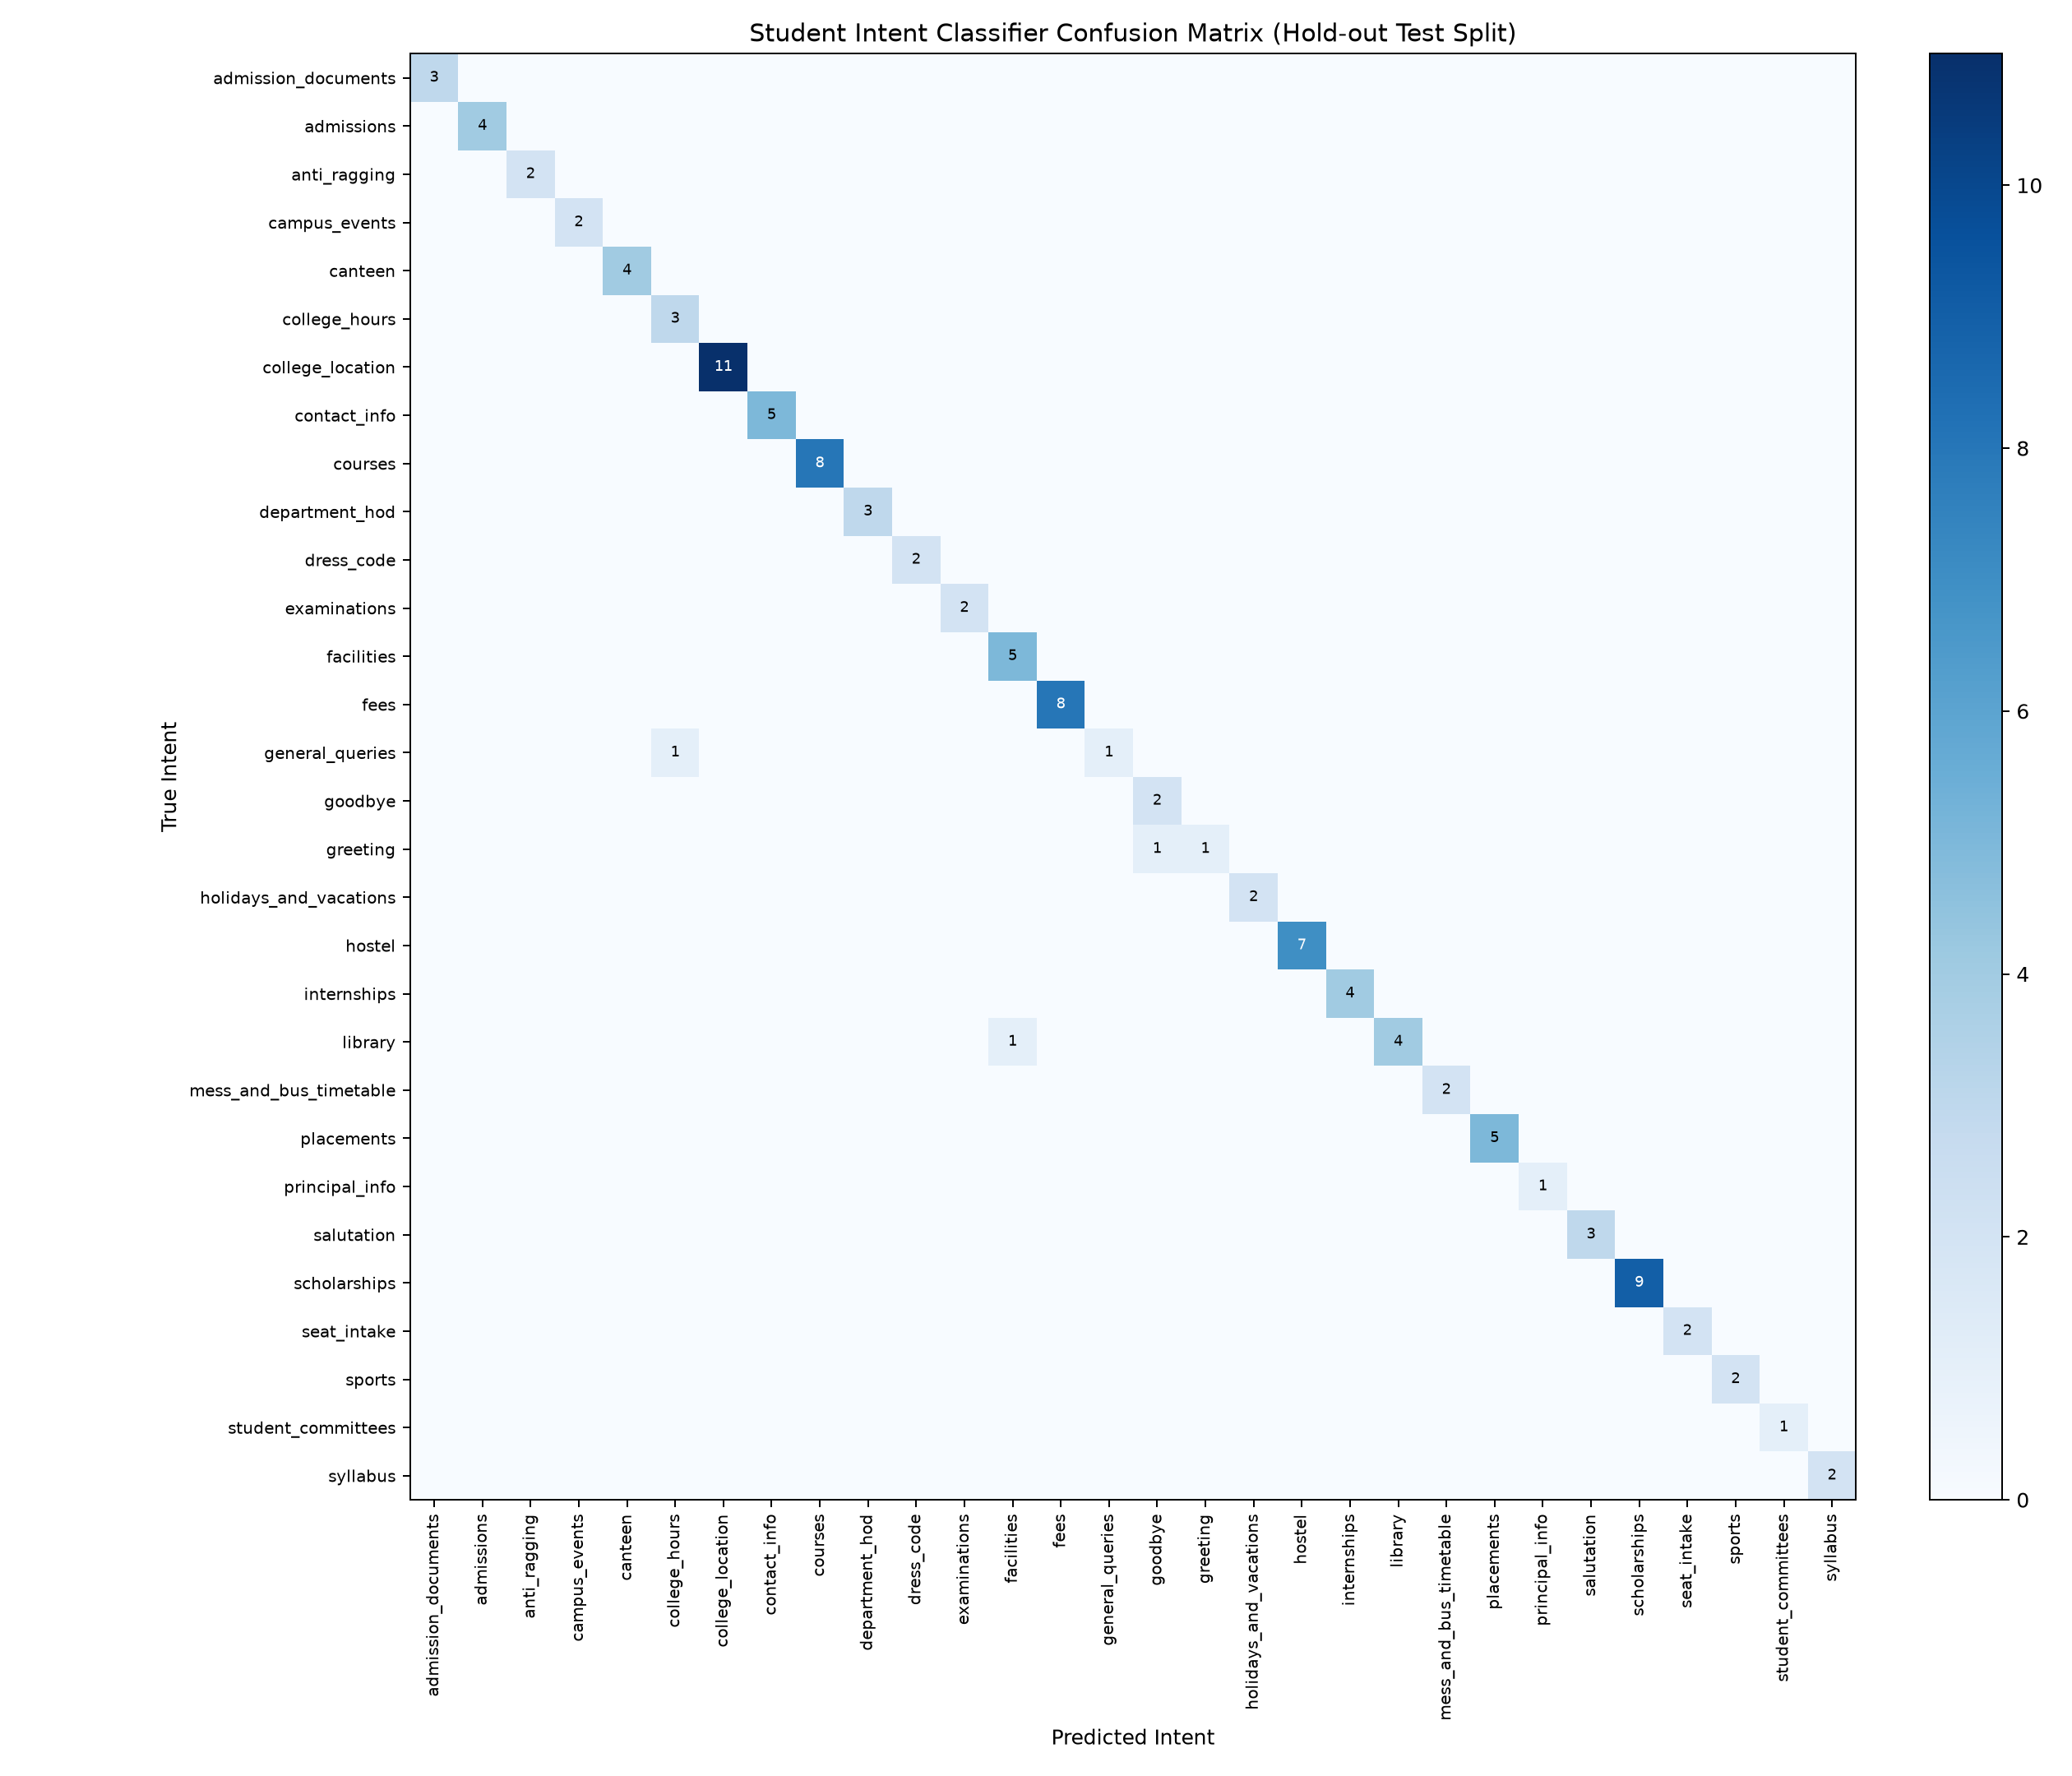 Student Intent Classifier Confusion Matrix (Hold-out Test Split)
True Intent
admission_documents 3
admissions 4
anti_ragging 2
campus_events 2
canteen 4
college_hours 3
college_location 11
contact_info 5
courses 8
department_hod 3
dress_code 2
examinations 2
facilities 5
fees 8
general_queries 1 1
goodbye 2
greeting 1 1
holidays_and_vacations 2
hostel 7
internships 4
library 1 4
mess_and_bus_timetable 2
placements 5
principal_info 1
salutation 3
scholarships 9
seat_intake 2
sports 2
student_committees 1
syllabus 2
admission_documents
admissions
anti_ragging
campus_events
canteen
college_hours
college_location
contact_info
courses
department_hod
dress_code
examinations
facilities
fees
general_queries
goodbye
greeting
holidays_and_vacations
hostel
internships
library
mess_and_bus_timetable
placements
principal_info
salutation
scholarships
seat_intake
sports
student_committees
syllabus
Predicted Intent
10
8
6
4
2
0